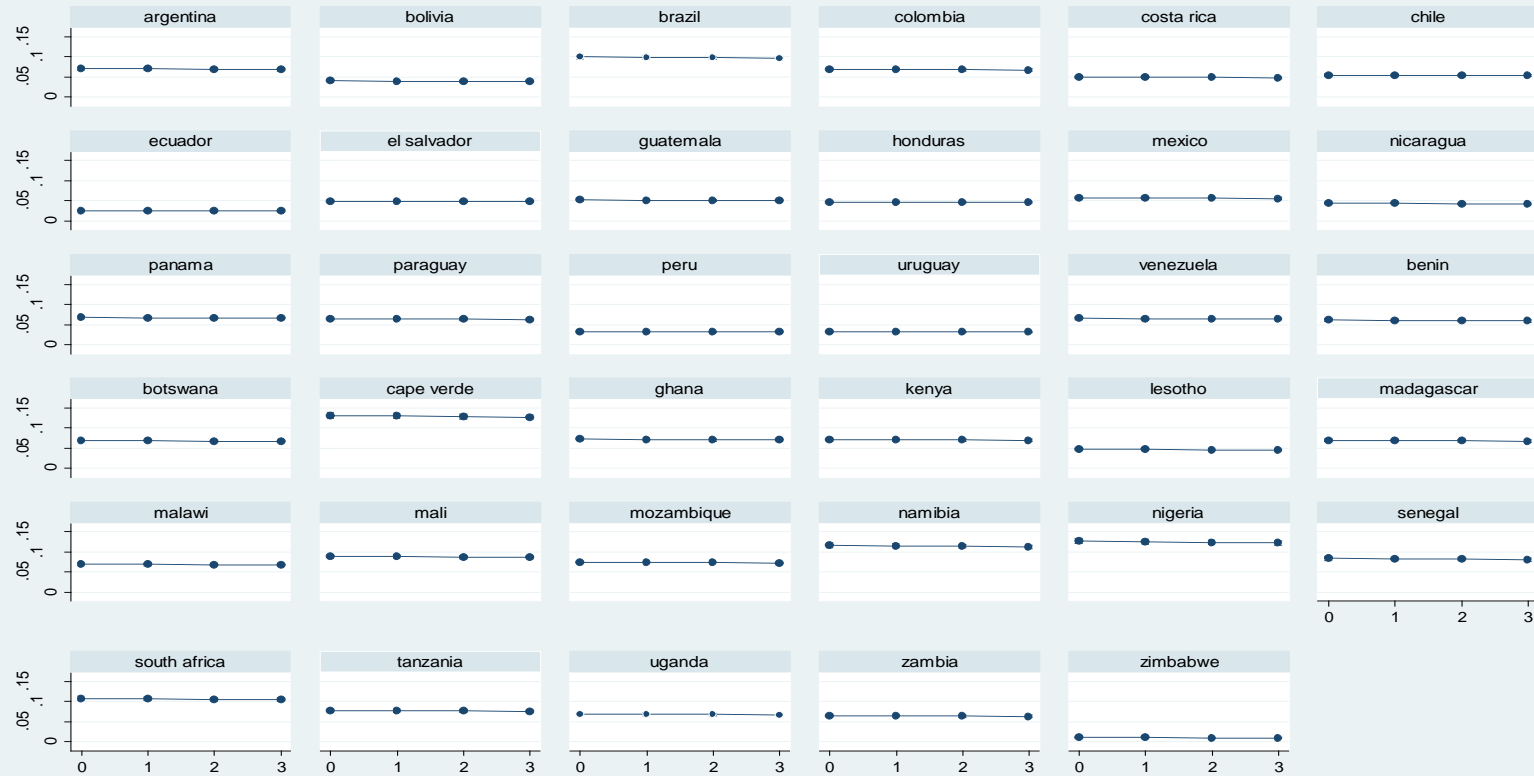 argentina bolivia brazil colombia costa rica chile
0 .05 .1 .15
ecuador el salvador guatemala honduras mexico nicaragua
0 .05 .1 .15
panama paraguay peru uruguay venezuela benin
0 .05 .1 .15
botswana cape verde ghana kenya lesotho madagascar
0 .05 .1 .15
malawi mali mozambique namibia nigeria senegal
0 .05 .1 .15
0 1 2 3
south africa tanzania uganda zambia zimbabwe
0 .05 .1 .15
0 1 2 3 0 1 2 3 0 1 2 3 0 1 2 3 0 1 2 3